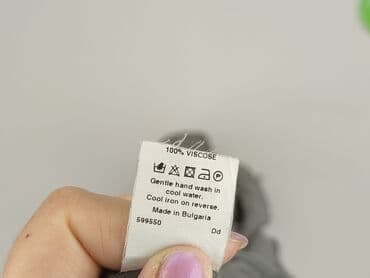 100% VISCOSE
P
Gentle hand wash in
cool water.
Cool iron on reverse.
Made in Bulgaria
599550 Dd